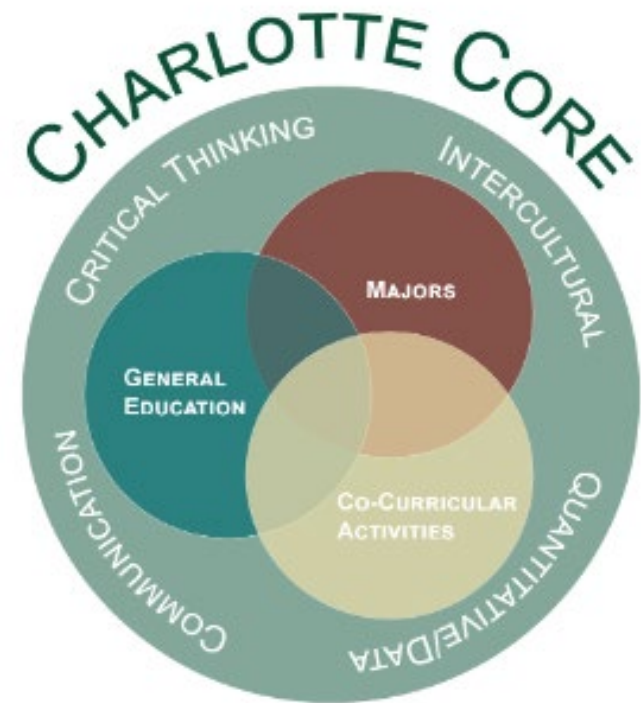 CHARLOTTE CORE
CRITICAL THINKING
INTERCULTURAL
MAJORS
GENERAL
EDUCATION
CO-CURRICULAR
ACTIVITIES
COMMUNICATION
QUANTITATIVE/DATA